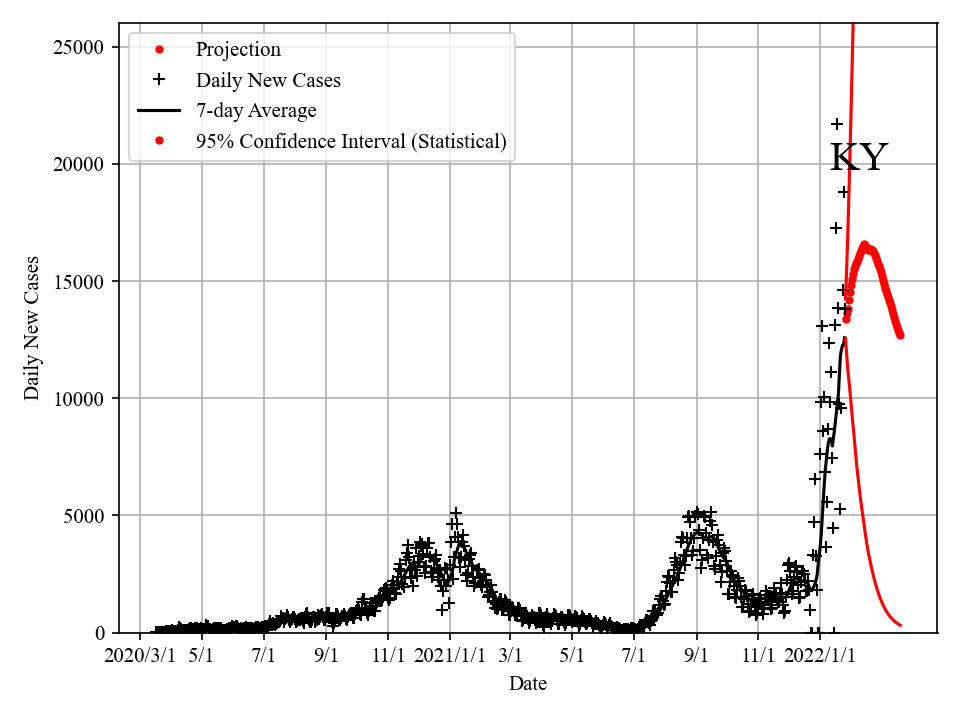 25000
20000
15000
10000
5000
0
Daily New Cases
Projection
Daily New Cases
7-day Average
95% Confidence Interval (Statistical)
KY
2020/3/1 5/1 7/1 9/1 11/1 2021/1/1 3/1 5/1 7/1 9/1 11/1 2022/1/1
Date